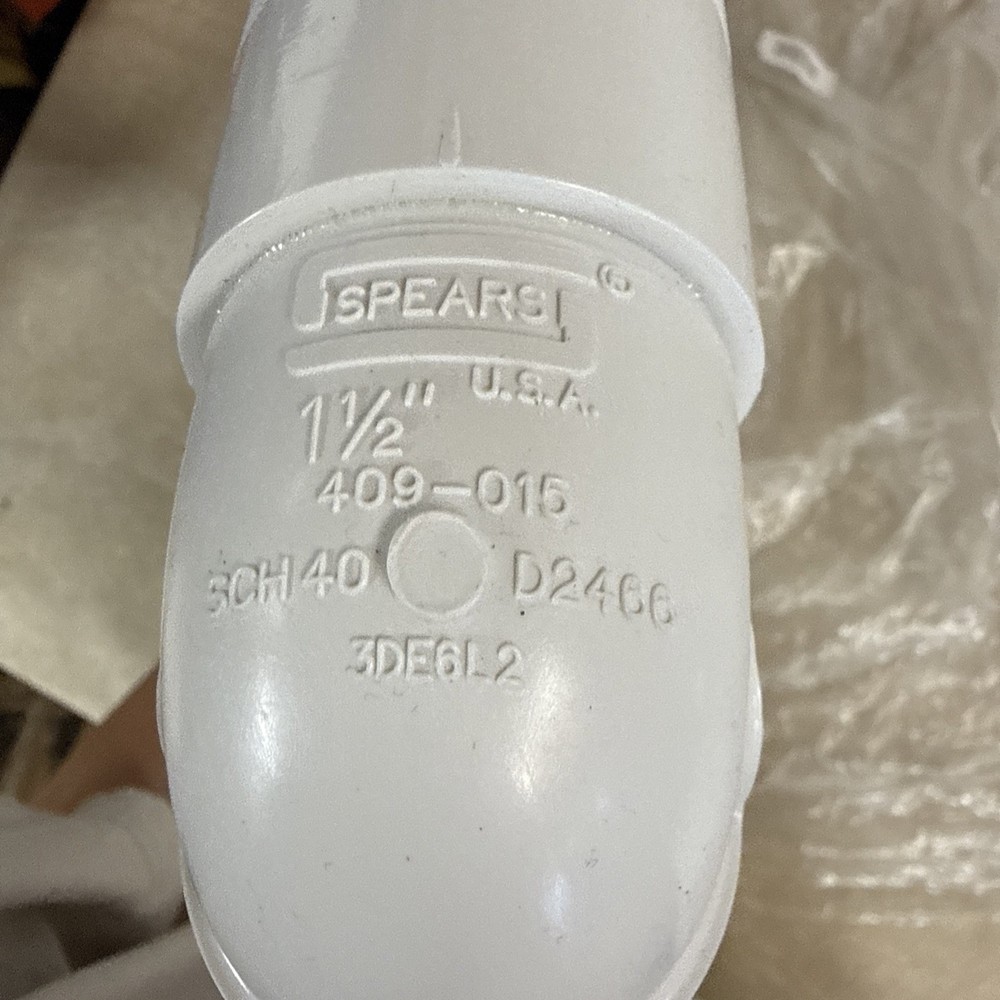 SPEARS®
U.S.A.
1½"
409-015
SCH 40 D2466
3DE6L2